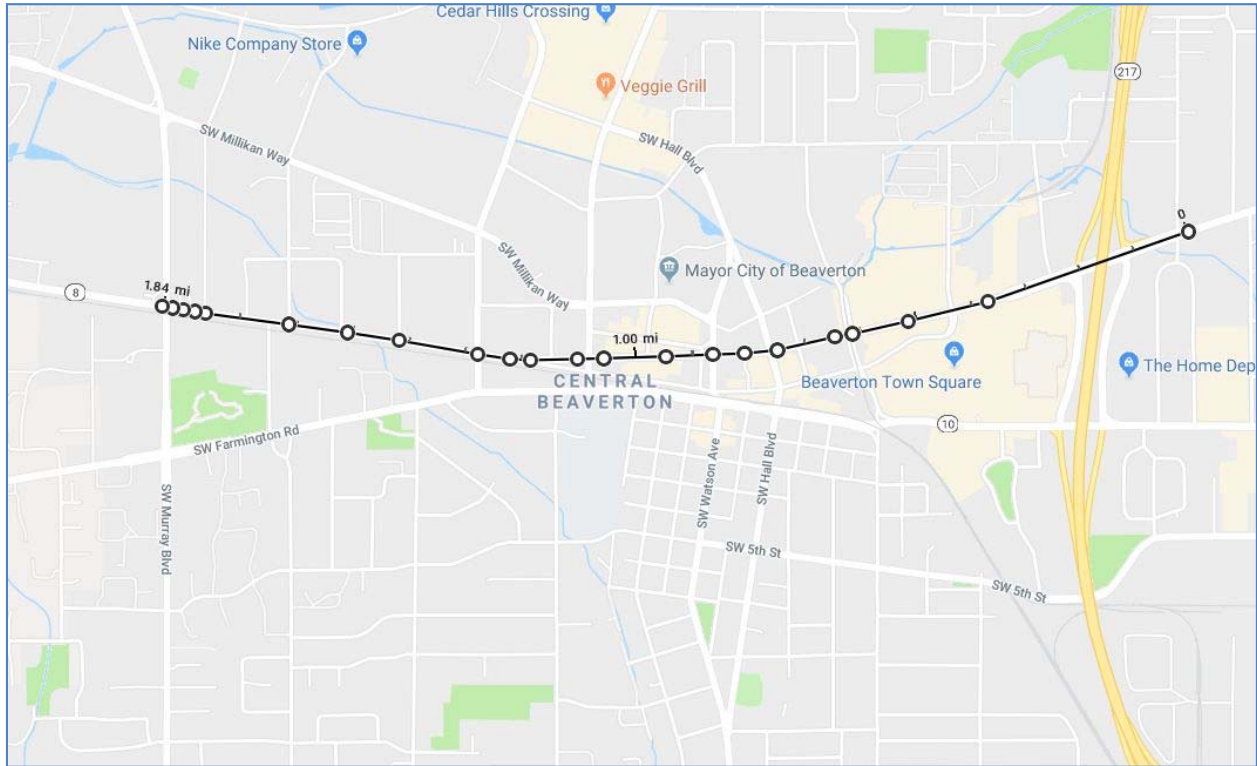 Cedar Hills Crossing
Nike Company Store
217
Veggie Grill
SW Millikan Way
SW Hall Blvd
0
SW Millikan Way
Mayor City of Beaverton
8
1.84 mi
1.00 mi
Beaverton Town Square
The Home Dep
CENTRAL
BEAVERTON
10
SW Farmington Rd
SW Watson Ave
SW Hall Blvd
SW Murray Blvd
SW 5th St
SW 5th St